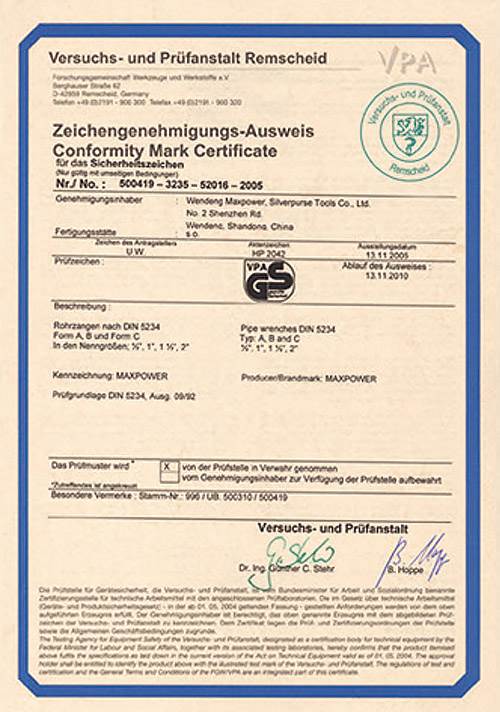 Versuchs- und Prüfanstalt Remscheid
VPA
Forschungsgemeinschaft Werkzeuge und Werkstoffe e.V
Berghauser Straße 62
D-42859 Remscheid, Germany
Telefon +49 (0)2191 - 900 300 Telefax +49 (0)2191 - 900 320
Versuchs- und Prüfanstalt
Remscheid
Zeichengenehmigungs-Ausweis
Conformity Mark Certificate
für das Sicherheitszeichen
(Nur gültig mit umseitigen Bedingungen)
Nr./ No. : 500419 – 3235 – 52016 – 2005
Genehmigungsinhaber : Wendeng Maxpower, Silverpurse Tools Co., Ltd.
No. 2 Shenzhen Rd.
Wendeng, Shandong, China
Fertigungsstätte : s.o.
Zeichen des Antragstellers Aktenzeichen Ausstellungsdatum
U.W. HP 2042 13.11.2005
Prüfzeichen : Ablauf des Ausweises :
13.11.2010
VPA GS
Beschreibung :
Rohrzangen nach DIN 5234 Pipe wrenches DIN 5234
Form A, B und Form C Typ: A, B and C
In den Nenngrößen; 1", 1 ½", 2" 1", 1 ½", 2"
Kennzeichnung: MAXPOWER Producer/Brandmark: MAXPOWER
Prüfgrundlage DIN 5234, Ausg. 09/92
Das Prüfmuster wird * X von der Prüfstelle in Verwahr genommen
vom Genehmigungsinhaber zur Verfügung der Prüfstelle aufbewahrt
*Zutreffendes ist angekreuzt
Besondere Vermerke : Stamm-Nr.: 996 / ÜB. 500310 / 500419
Versuchs- und Prüfanstalt
Dr. Ing. Günther C. Stehr B. Hoppe
Die Prüfstelle für Gerätesicherheit, die Versuchs- und Prüfanstalt, ist vom Bundesminister für Arbeit und Sozialordnung benannte
Zertifizierungsstelle für technische Arbeitsmittel mit den angeschlossenen Prüflaboratorien. Die im Gesetz über technische Arbeitsmittel
(Geräte- und Produktsicherheitsgesetz) - in der ab 01. 05. 2004 geltenden Fassung - gestellten Anforderungen werden von dem oben
aufgeführten Erzeugnis erfüllt. Der Genehmigungsinhaber ist berechtigt, das oben genannte Erzeugnis mit dem abgebildeten Prüf-
zeichen der Versuchs- und Prüfanstalt zu kennzeichnen. Dem Zertifikat liegen die Prüf- und Zertifizierungsordnung der Prüfstelle
sowie die Allgemeinen Geschäftsbedingungen zugrunde.
The Testing Agency for Equipment Safety of the Versuchs- und Prüfanstalt, designated as certification body for technical equipment by the
Federal Minister for Labour and Social Affairs, together with its associated testing laboratories, hereby confirms that the product itemised
above fulfils the specifications as laid down in the current version of the Act on Technical Equipment valid as of 01. 05. 2004. The approval
holder shall be entitled to identify the product above with the illustrated test mark of the Versuchs- und Prüfanstalt. The regulations of test and
certification and the General Terms and Conditions of the FGW/VPA are an integrated part of this certificate.